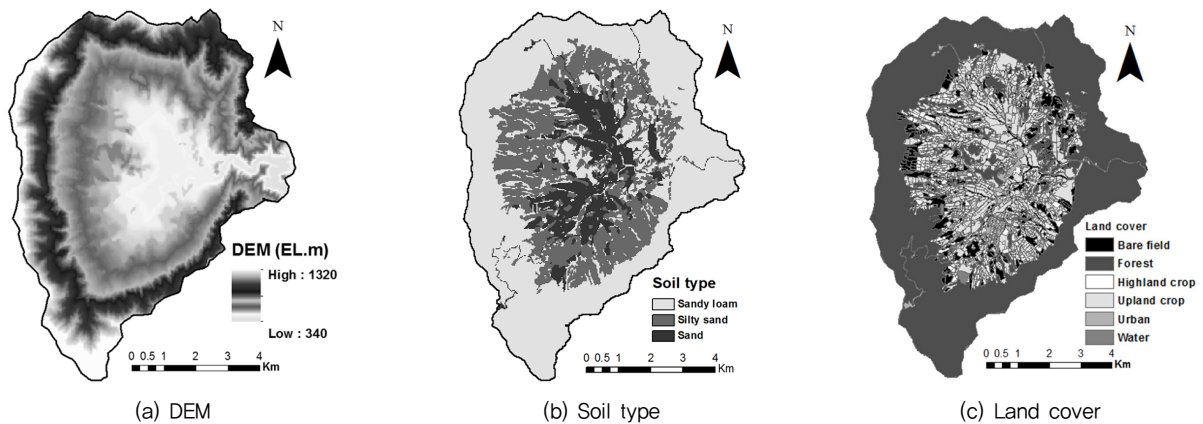 N
DEM (EL.m)
High : 1320
Low : 340
0 0.5 1 2 3 4
Km
(a) DEM
N
Soil type
Sandy loam
Silty sand
Sand
0 0.5 1 2 3 4
Km
(b) Soil type
N
Land cover
Bare field
Forest
Highland crop
Upland crop
Urban
Water
0 0.5 1 2 3 4
Km
(c) Land cover